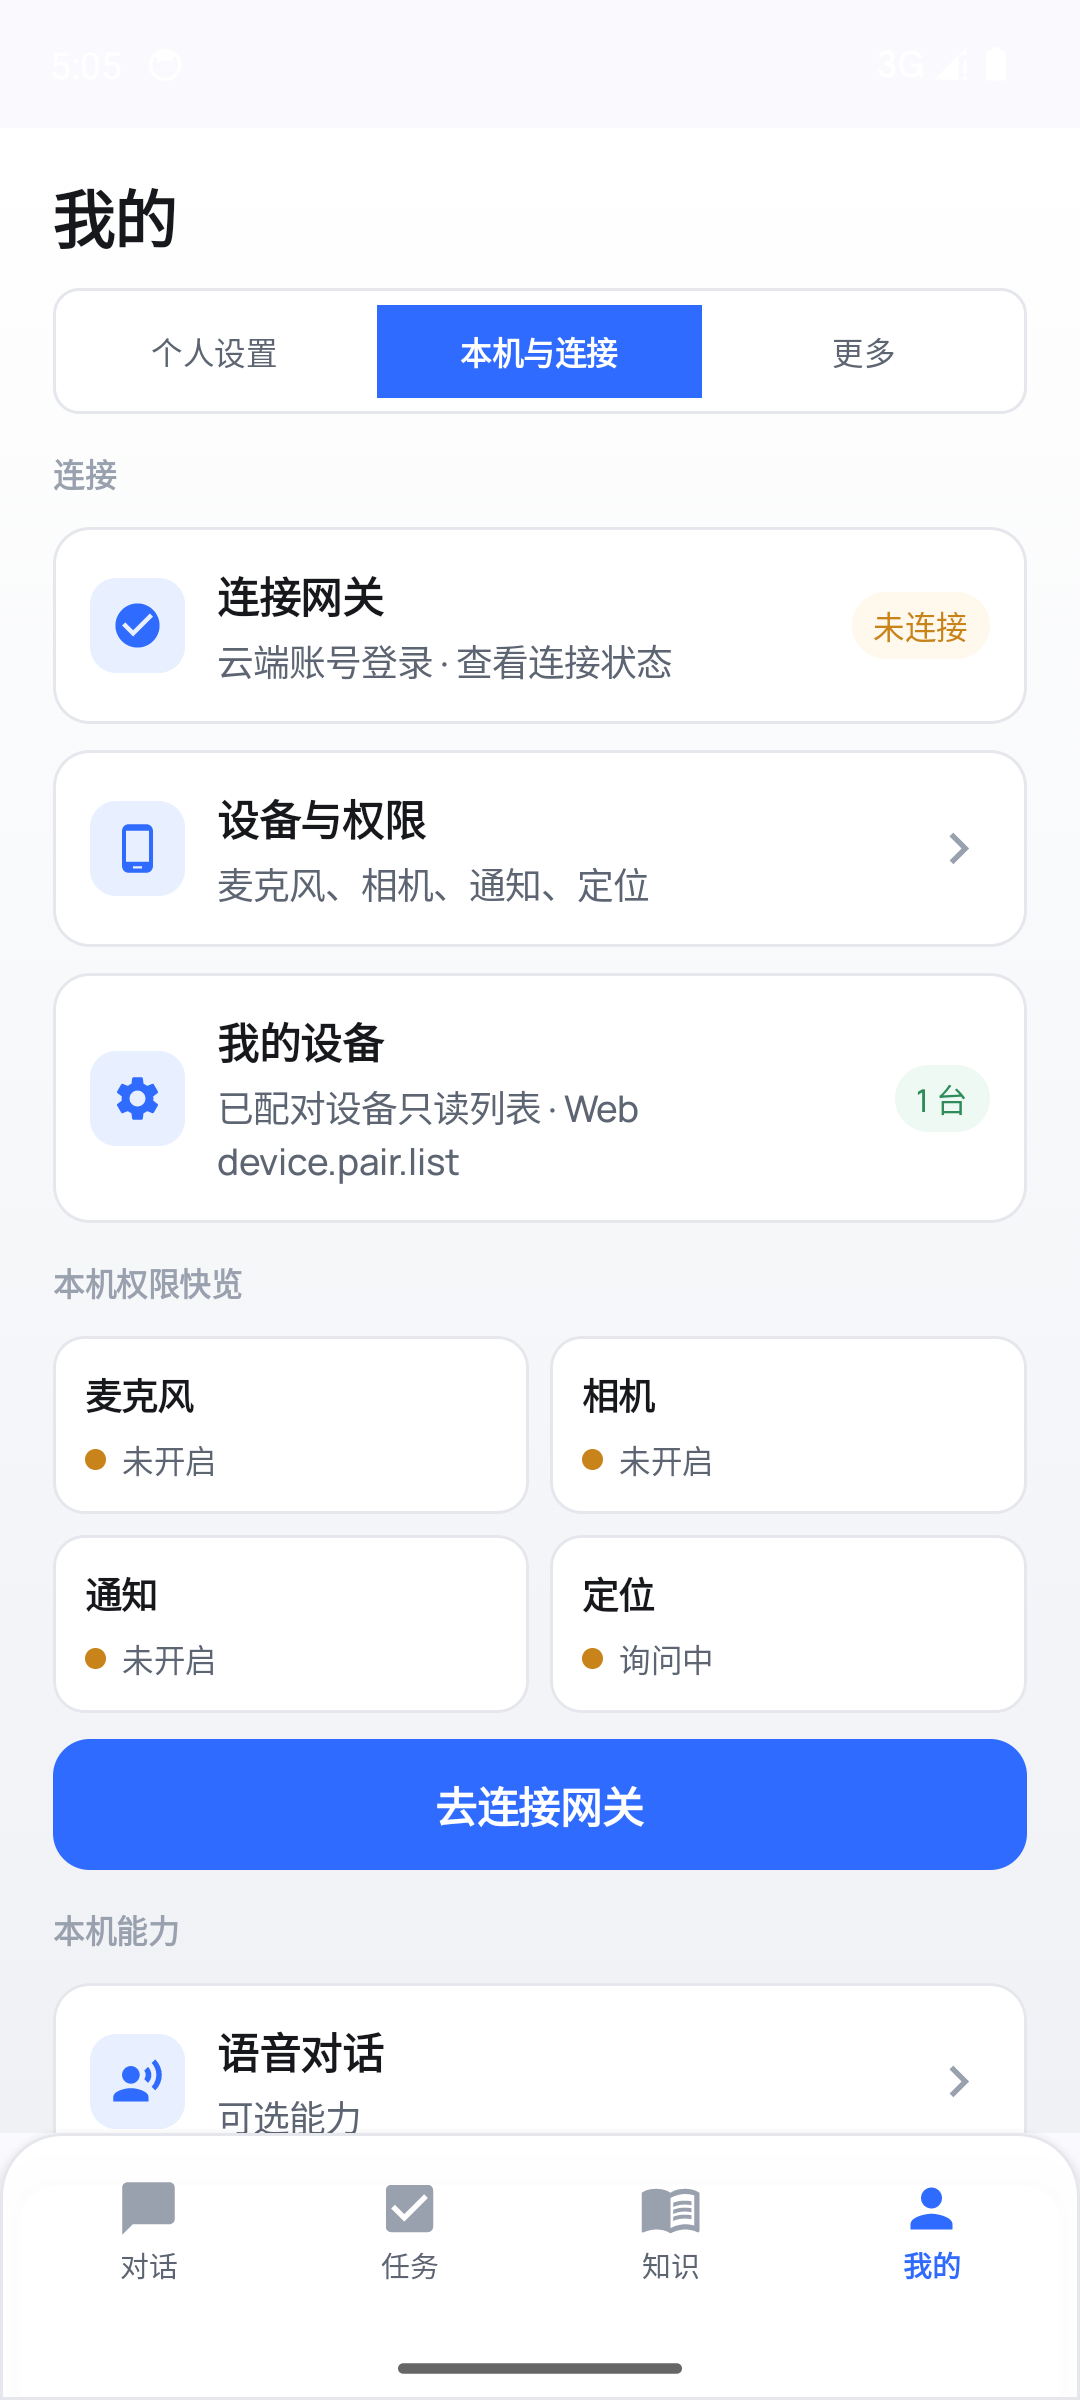 5:05
3G
我的
个人设置
本机与连接
更多
连接
连接网关
云端账号登录 · 查看连接状态
未连接
设备与权限
麦克风、相机、通知、定位
我的设备
已配对设备只读列表 · Web
device.pair.list
1 台
本机权限快览
麦克风
未开启
相机
未开启
通知
未开启
定位
询问中
去连接网关
本机能力
语音对话
可选能力
对话
任务
知识
我的